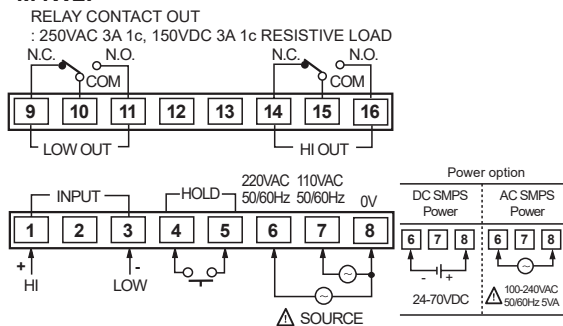 RELAY CONTACT OUT
: 250VAC 3A 1c, 150VDC 3A 1c RESISTIVE LOAD
N.C. N.O. N.C. N.O.
COM COM
9 10 11 12 13 14 15 16
LOW OUT HI OUT
INPUT HOLD 220VAC 50/60Hz 110VAC 50/60Hz 0V
1 2 3 4 5 6 7 8
+ -
HI LOW
SOURCE
Power option
DC SMPS Power
AC SMPS Power
6 7 8 6 7 8
- +
24-70VDC
100-240VAC
50/60Hz 5VA